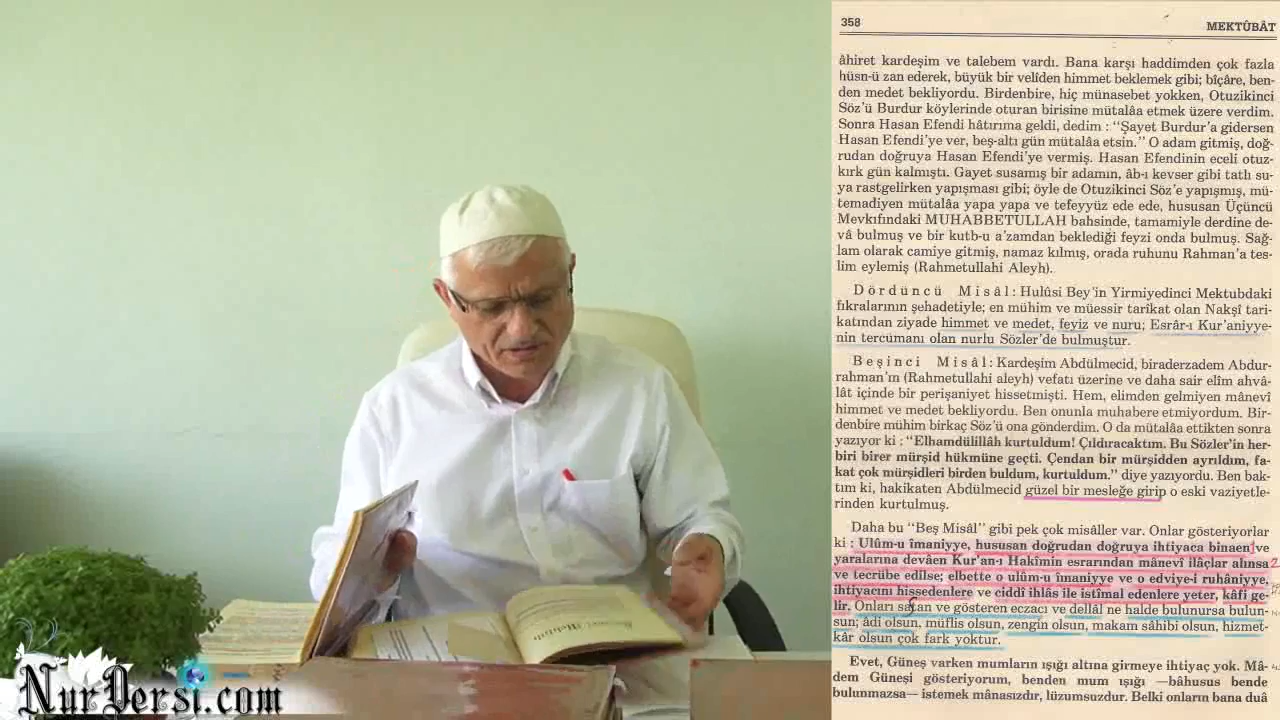 358 MEKTÛBÂT
âhiret kardeşim ve talebem vardı. Bana karşı haddimden çok fazla
hüsn-ü zan ederek, büyük bir velîden himmet beklemek gibi; bîçâre, ben-
den medet bekliyordu. Birdenbire, hiç münasebet yokken, Otuzikinci
Söz'ü Burdur köylerinde oturan birisine mütalâa etmek üzere verdim.
Sonra Hasan Efendi hâtırıma geldi, dedim : "Şayet Burdur'a gidersen
Hasan Efendi'ye ver, beş-altı gün mütalâa etsin." O adam gitmiş, doğ-
rudan doğruya Hasan Efendi'ye vermiş. Hasan Efendinin eceli otuz-
kırk gün kalmıştı. Gayet susamış bir adamın, âb-ı kevser gibi tatlı su-
ya rastgelirken yapışması gibi; öyle de Otuzikinci Söz'e yapışmış, mü-
temadiyen mütalâa yapa yapa ve tefeyyüz ede ede, hususan Üçüncü
Mevkıfındaki MUHABBETULLAH bahsinde, tamamiyle derdine de-
vâ bulmuş ve bir kutb-u a'zamdan beklediği feyzi onda bulmuş. Sağ-
lam olarak camiye gitmiş, namaz kılmış, orada ruhunu Rahman'a tes-
lim eylemiş (Rahmetullahi Aleyh).
Dördüncü Misâl: Hulûsi Bey'in Yirmiyedinci Mektubdaki
fıkralarının şehadetiyle; en mühim ve müessir tarikat olan Nakşî tari-
katından ziyade himmet ve medet, feyiz ve nuru; Esrâr-ı Kur'aniyye-
nin tercümanı olan nurlu Sözler'de bulmuştur.
Beşinci Misâl: Kardeşim Abdülmecid, biraderzadem Abdur-
rahman'ın (Rahmetullahi aleyh) vefatı üzerine ve daha sair elîm ahvâ-
lât içinde bir perişaniyet hissetmişti. Hem, elimden gelmiyen mânevî
himmet ve medet bekliyordu. Ben onunla muhabere etmiyordum. Bir-
denbire mühim birkaç Söz'ü ona gönderdim. O da mütalâa ettikten sonra
yazıyor ki : "Elhamdülillâh kurtuldum! Çıldıracaktım. Bu Sözler'in her-
biri birer mürşid hükmüne geçti. Çendan bir mürşidden ayrıldım, fa-
kat çok mürşidleri birden buldum, kurtuldum." diye yazıyordu. Ben bak-
tım ki, hakikaten Abdülmecid güzel bir mesleğe girip o eski vaziyetle-
rinden kurtulmuş.
Daha bu "Beş Misâl" gibi pek çok misâller var. Onlar gösteriyorlar
ki : Ulûm-u îmaniyye, hususan doğrudan doğruya ihtiyaca binaen ve
yaralarına devâen Kur'an-ı Hakîmin esrarından mânevî ilâçlar alınsa
ve tecrübe edilse; elbette o ulûm-u îmaniyye ve o edviye-i ruhâniyye,
ihtiyacını hissedenlere ve ciddî ihlâs ile istîmal edenlere yeter, kâfi ge-
lir. Onları satan ve gösteren eczacı ve dellâl ne halde bulunursa bulun-
sun; âdi olsun, müflis olsun, zengin olsun, makam sâhibi olsun, hizmet-
kâr olsun çok fark yoktur.
Evet, Güneş varken mumların ışığı altına girmeye ihtiyaç yok. Mâ-
dem Güneşi gösteriyorum, benden mum ışığı —bâhusus bende
bulunmazsa— istemek mânasızdır, lüzumsuzdur. Belki onların bana duâ
NurDersi.com